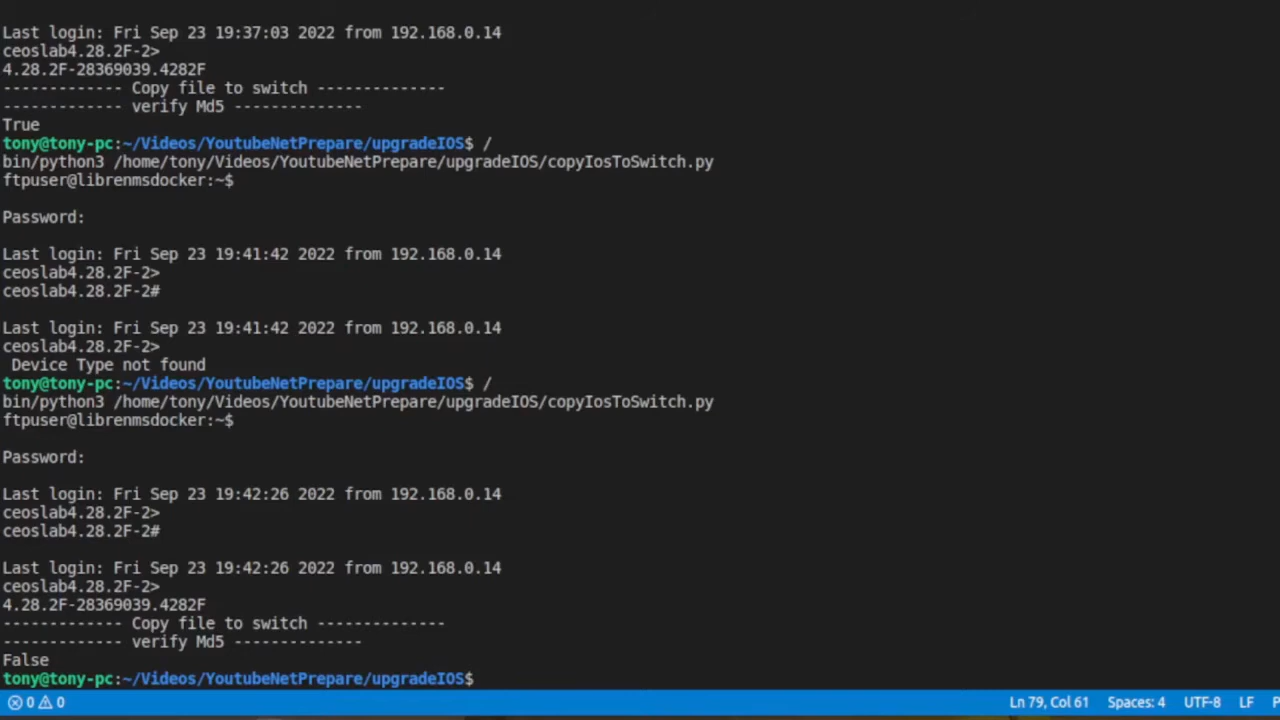 Last login: Fri Sep 23 19:37:03 2022 from 192.168.0.14
ceoslab4.28.2F-2>
4.28.2F-28369039.4282F
------------- Copy file to switch --------------
------------- verify Md5 --------------
True
tony@tony-pc:~/Videos/YoutubeNetPrepare/upgradeIOS$ /
bin/python3 /home/tony/Videos/YoutubeNetPrepare/upgradeIOS/copyIosToSwitch.py
ftpuser@librenmsdocker:~$
Password:
Last login: Fri Sep 23 19:41:42 2022 from 192.168.0.14
ceoslab4.28.2F-2>
ceoslab4.28.2F-2#
Last login: Fri Sep 23 19:41:42 2022 from 192.168.0.14
ceoslab4.28.2F-2>
Device Type not found
tony@tony-pc:~/Videos/YoutubeNetPrepare/upgradeIOS$ /
bin/python3 /home/tony/Videos/YoutubeNetPrepare/upgradeIOS/copyIosToSwitch.py
ftpuser@librenmsdocker:~$
Password:
Last login: Fri Sep 23 19:42:26 2022 from 192.168.0.14
ceoslab4.28.2F-2>
ceoslab4.28.2F-2#
Last login: Fri Sep 23 19:42:26 2022 from 192.168.0.14
ceoslab4.28.2F-2>
4.28.2F-28369039.4282F
------------- Copy file to switch --------------
------------- verify Md5 --------------
False
tony@tony-pc:~/Videos/YoutubeNetPrepare/upgradeIOS$
0 0 Ln 79, Col 61 Spaces: 4 UTF-8 LF